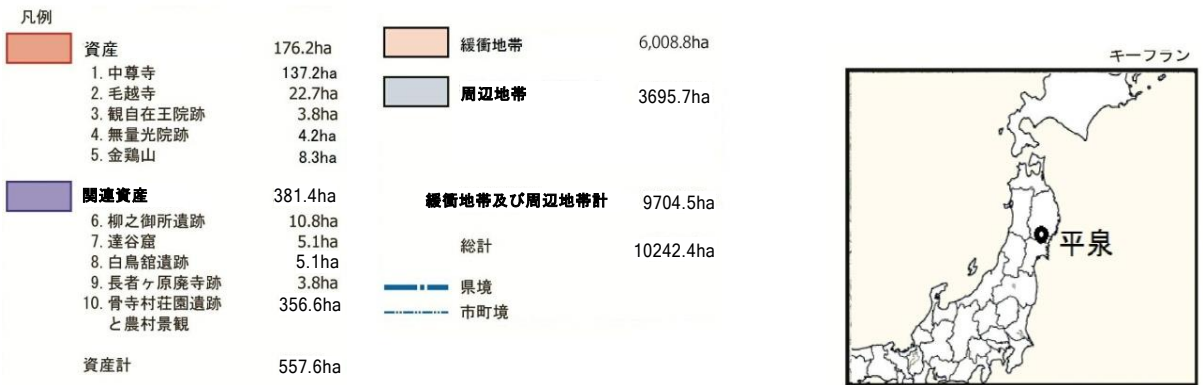 凡例
資産 176.2ha
1. 中尊寺 137.2ha
2. 毛越寺 22.7ha
3. 観自在王院跡 3.8ha
4. 無量光院跡 4.2ha
5. 金鶏山 8.3ha
関連資産 381.4ha
6. 柳之御所遺跡 10.8ha
7. 達谷窟 5.1ha
8. 白鳥舘遺跡 5.1ha
9. 長者ヶ原廃寺跡 3.8ha
10. 骨寺村荘園遺跡 356.6ha
と農村景観
資産計 557.6ha
緩衝地帯 6,008.8ha
周辺地帯 3695.7ha
緩衝地帯及び周辺地帯計 9704.5ha
総計 10242.4ha
県境
市町境
キーフラン
平泉